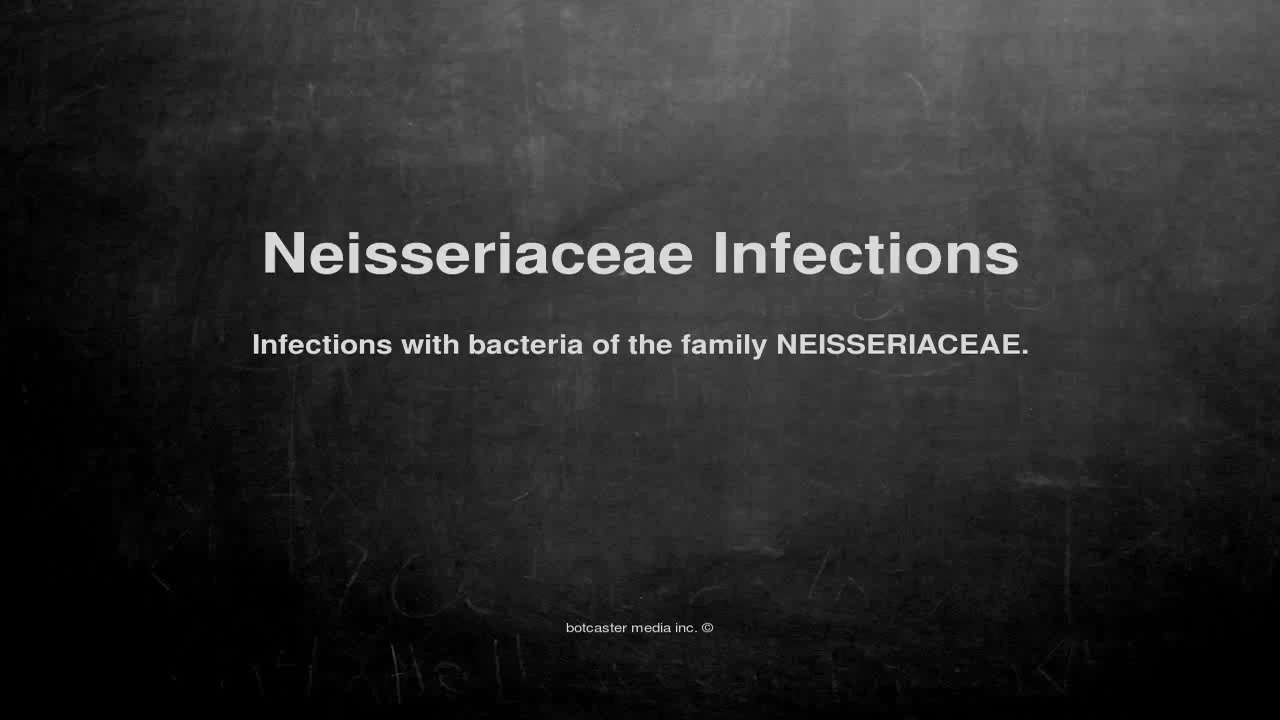 Neisseriaceae Infections
Infections with bacteria of the family NEISSERIACEAE.
botcaster media inc. ©